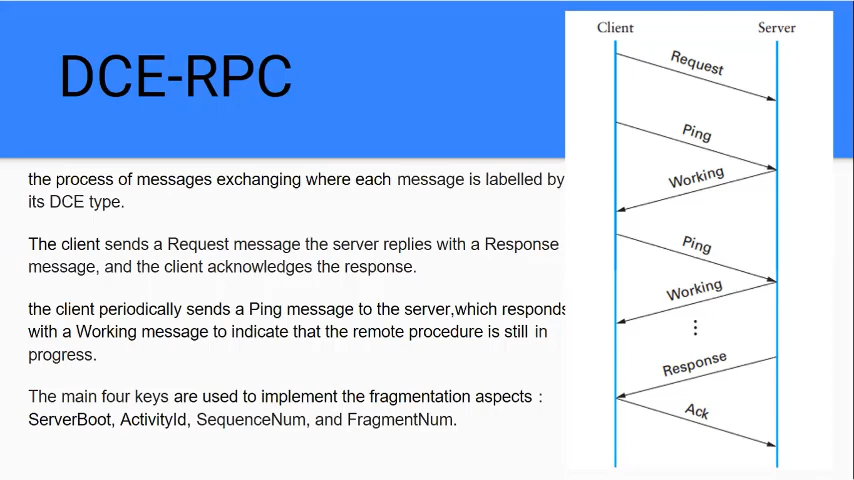 DCE-RPC
the process of messages exchanging where each message is labelled by
its DCE type.
The client sends a Request message the server replies with a Response
message, and the client acknowledges the response.
the client periodically sends a Ping message to the server,which responds
with a Working message to indicate that the remote procedure is still in
progress.
The main four keys are used to implement the fragmentation aspects :
ServerBoot, ActivityId, SequenceNum, and FragmentNum.
Client
Server
Request
Ping
Working
Ping
Working
Response
Ack